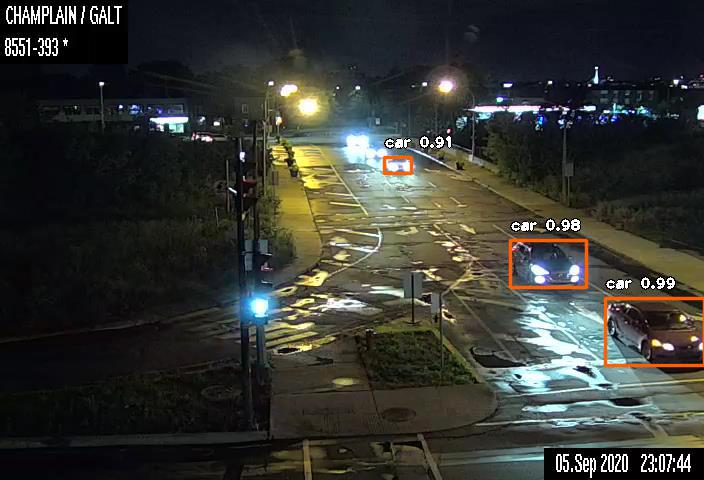 CHAMPLAIN / GALT
8551-393 *
car 0.91
car 0.98
car 0.99
05.Sep 2020 23:07:44